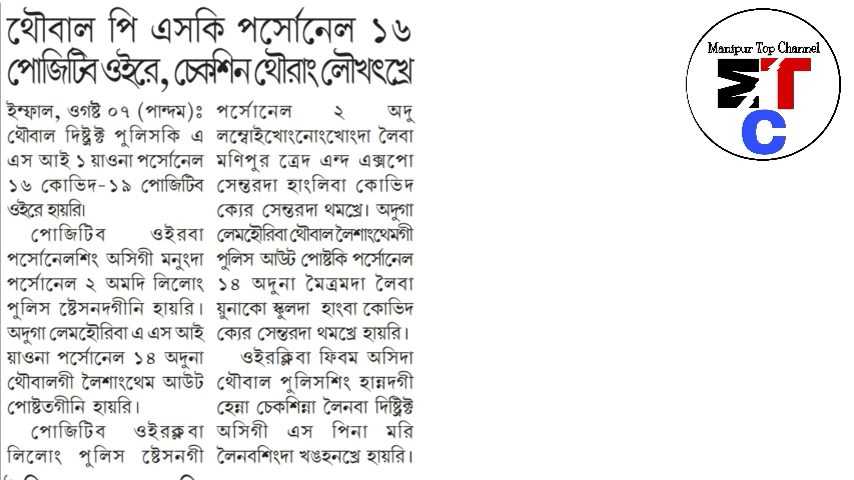 থৌবাল পি এসকি পর্সোনেল ১৬
পোজিটিব ওইরে, চেকশিন থৌরাং লৌখৎখ্রে
ইম্ফাল, ওগষ্ট ০৭ (পান্দম)ঃ
থৌবাল দিষ্ট্রিক্ট পুলিসকি এ
এস আই ১ য়াওনা পর্সোনেল
১৬ কোভিদ-১৯ পোজিটিব
ওইরে হায়রি।
পোজিটিব ওইরবা
পর্সোনেলশিং অসিগী মনুংদা
পর্সোনেল ২ অমদি লিলোং
পুলিস ষ্টেসনদগীনি হায়রি।
অদুগা লেমহৌরিবা এ এস আই
য়াওনা পর্সোনেল ১৪ অদুনা
থৌবালগী লৈশাংথেম আউট
পোষ্টতগীনি হায়রি।
পোজিটিব ওইরক্লবা
লিলোং পুলিস ষ্টেসনগী
পর্সোনেল ২ অদু
লম্বোইখোংনোংখোংদা লৈবা
মণিপুর ত্রেদ এন্দ এক্সপো
সেন্তরদা হাংলিবা কোভিদ
ক্যের সেন্তরদা থমখ্রে। অদুগা
লেমহৌরিবা থৌবাল লৈশাংথেমগী
পুলিস আউট পোষ্টকি পর্সোনেল
১৪ অদুনা মৈত্রমদা লৈবা
য়ুনাকো স্কুলদা হাংবা কোভিদ
ক্যের সেন্তরদা থমখ্রে হায়রি।
ওইরক্লিবা ফিবম অসিদা
থৌবাল পুলিসশিং হান্নদগী
হেন্না চেকশিন্না লৈনবা দিষ্ট্রিক্ট
অসিগী এস পিনা মরি
লৈনবশিংদা খঙহনখ্রে হায়রি।
Manipur Top Channel
MTC